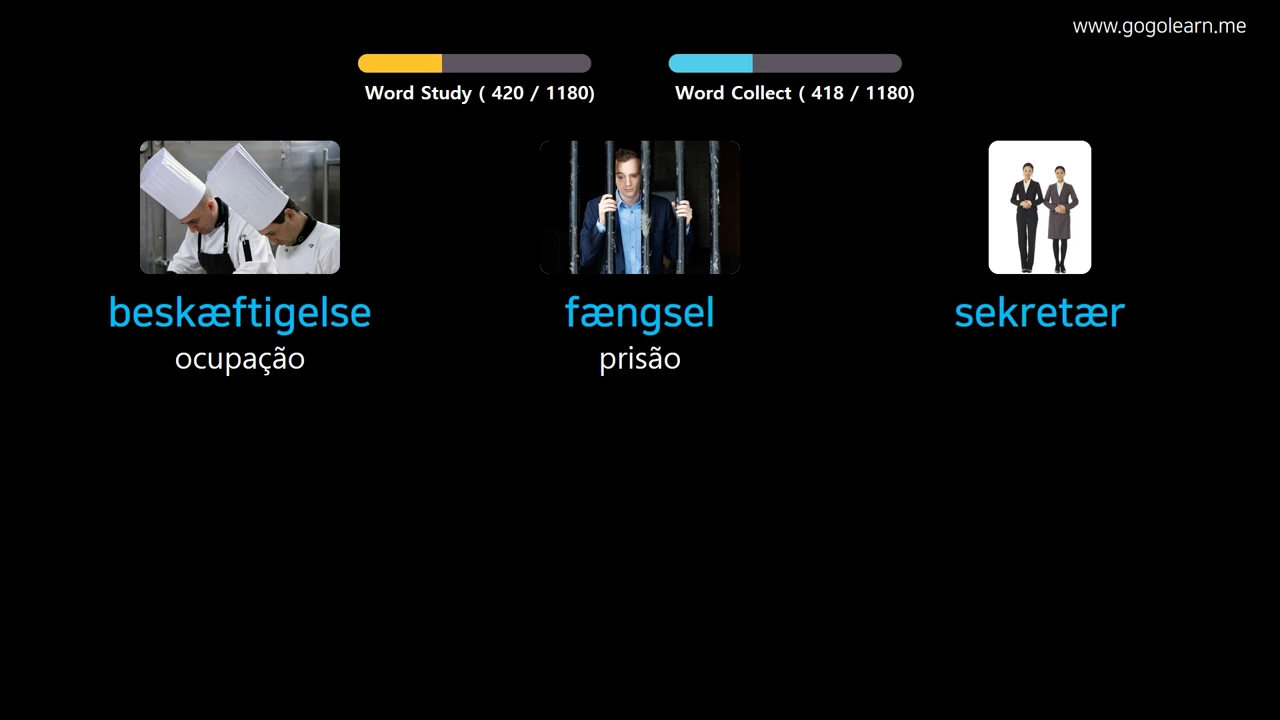 www.gogolearn.me
Word Study ( 420 / 1180)
Word Collect ( 418 / 1180)
beskæftigelse
ocupação
fængsel
prisão
sekretær